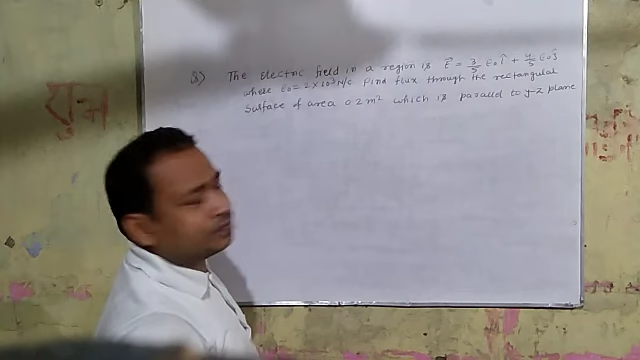 Q) The Electric field in a region is E⃗ = 3/5 E₀ î + 4/5 E₀ ĵ
where E₀ = 2×10³ N/C Find flux through the rectangular
Surface of area 0.2 m² which is parallel to y-z plane